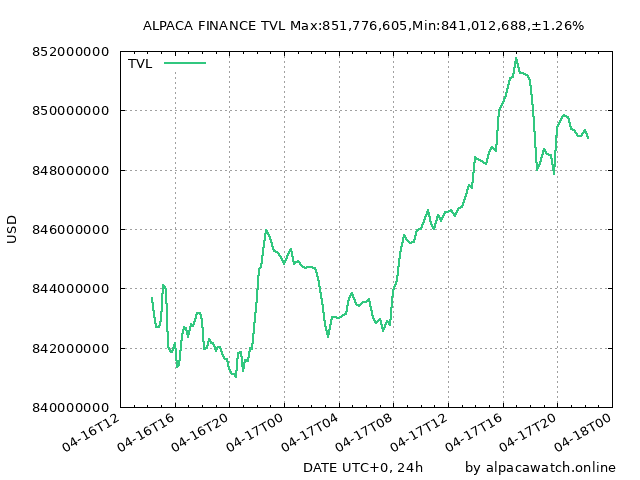 ALPACA FINANCE TVL Max:851,776,605,Min:841,012,688,±1.26%
852000000
TVL
850000000
848000000
846000000
844000000
842000000
840000000
USD
04-16T12
04-16T16
04-16T20
04-17T00
04-17T04
04-17T08
04-17T12
04-17T16
04-17T20
04-18T00
DATE UTC+0, 24h
by alpacawatch.online